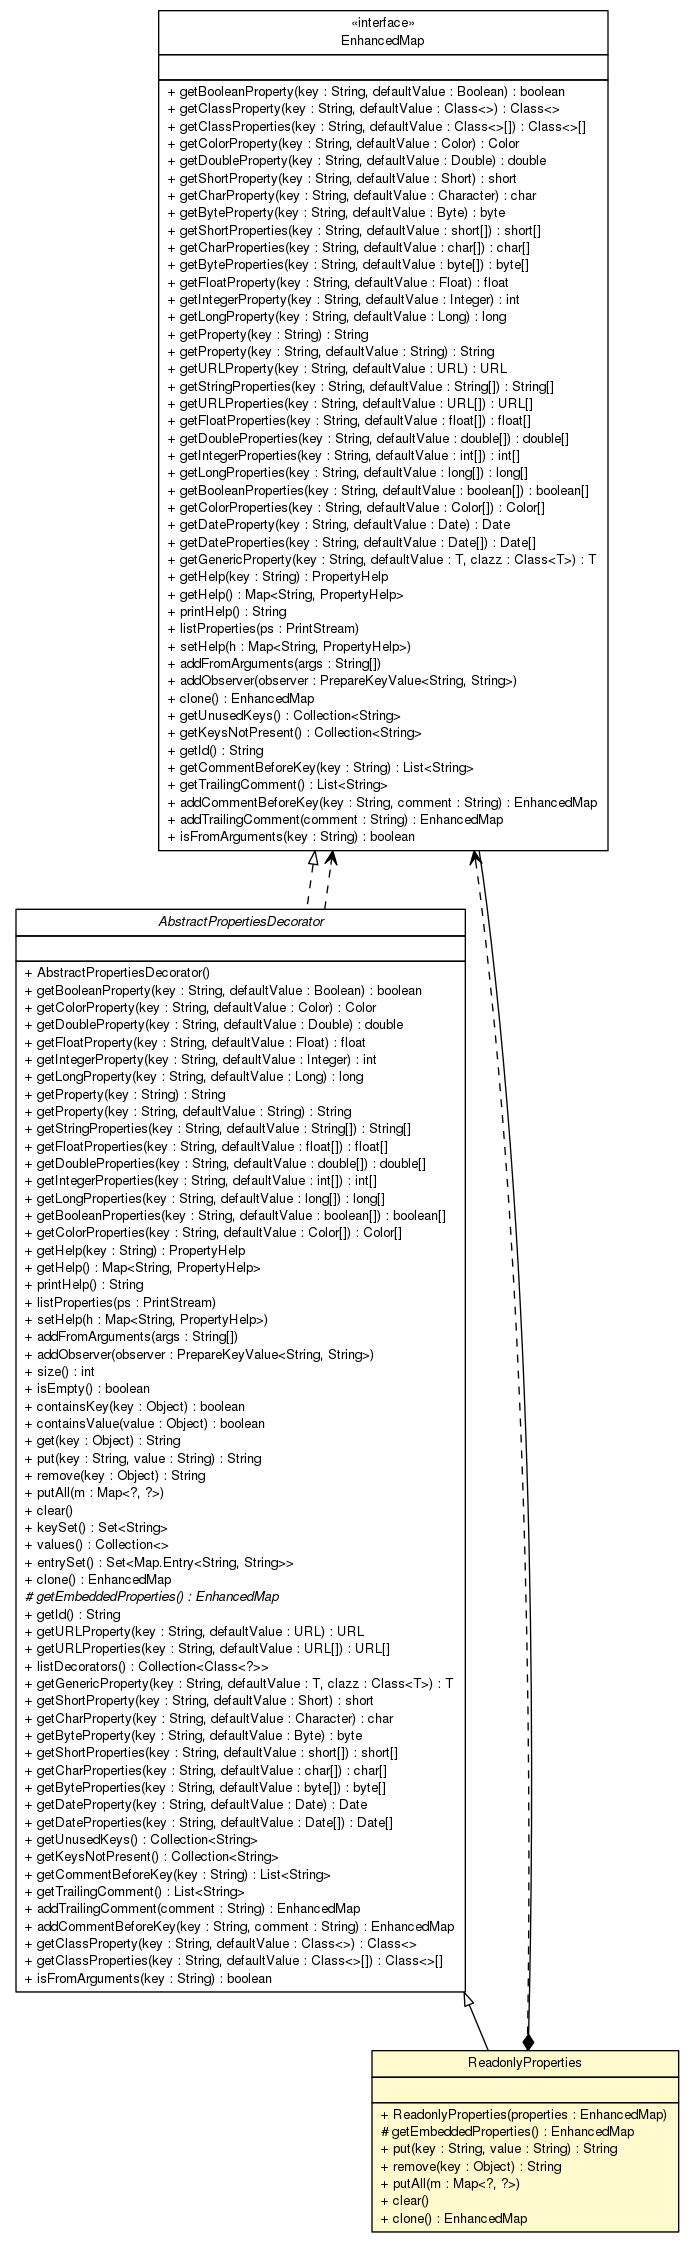 «interface»
EnhancedMap
+ getBooleanProperty(key : String, defaultValue : Boolean) : boolean
+ getClassProperty(key : String, defaultValue : Class<>) : Class<>
+ getClassProperties(key : String, defaultValue : Class<>[]) : Class<>[]
+ getColorProperty(key : String, defaultValue : Color) : Color
+ getDoubleProperty(key : String, defaultValue : Double) : double
+ getShortProperty(key : String, defaultValue : Short) : short
+ getCharProperty(key : String, defaultValue : Character) : char
+ getByteProperty(key : String, defaultValue : Byte) : byte
+ getShortProperties(key : String, defaultValue : short[]) : short[]
+ getCharProperties(key : String, defaultValue : char[]) : char[]
+ getByteProperties(key : String, defaultValue : byte[]) : byte[]
+ getFloatProperty(key : String, defaultValue : Float) : float
+ getIntegerProperty(key : String, defaultValue : Integer) : int
+ getLongProperty(key : String, defaultValue : Long) : long
+ getProperty(key : String) : String
+ getProperty(key : String, defaultValue : String) : String
+ getURLProperty(key : String, defaultValue : URL) : URL
+ getStringProperties(key : String, defaultValue : String[]) : String[]
+ getURLProperties(key : String, defaultValue : URL[]) : URL[]
+ getFloatProperties(key : String, defaultValue : float[]) : float[]
+ getDoubleProperties(key : String, defaultValue : double[]) : double[]
+ getIntegerProperties(key : String, defaultValue : int[]) : int[]
+ getLongProperties(key : String, defaultValue : long[]) : long[]
+ getBooleanProperties(key : String, defaultValue : boolean[]) : boolean[]
+ getColorProperties(key : String, defaultValue : Color[]) : Color[]
+ getDateProperty(key : String, defaultValue : Date) : Date
+ getDateProperties(key : String, defaultValue : Date[]) : Date[]
+ getGenericProperty(key : String, defaultValue : T, clazz : Class<T>) : T
+ getHelp(key : String) : PropertyHelp
+ getHelp() : Map<String, PropertyHelp>
+ printHelp() : String
+ listProperties(ps : PrintStream)
+ setHelp(h : Map<String, PropertyHelp>)
+ addFromArguments(args : String[])
+ addObserver(observer : PrepareKeyValue<String, String>)
+ clone() : EnhancedMap
+ getUnusedKeys() : Collection<String>
+ getKeysNotPresent() : Collection<String>
+ getId() : String
+ getCommentBeforeKey(key : String) : List<String>
+ getTrailingComment() : List<String>
+ addCommentBeforeKey(key : String, comment : String) : EnhancedMap
+ addTrailingComment(comment : String) : EnhancedMap
+ isFromArguments(key : String) : boolean
AbstractPropertiesDecorator
+ AbstractPropertiesDecorator()
+ getBooleanProperty(key : String, defaultValue : Boolean) : boolean
+ getColorProperty(key : String, defaultValue : Color) : Color
+ getDoubleProperty(key : String, defaultValue : Double) : double
+ getFloatProperty(key : String, defaultValue : Float) : float
+ getIntegerProperty(key : String, defaultValue : Integer) : int
+ getLongProperty(key : String, defaultValue : Long) : long
+ getProperty(key : String) : String
+ getProperty(key : String, defaultValue : String) : String
+ getStringProperties(key : String, defaultValue : String[]) : String[]
+ getFloatProperties(key : String, defaultValue : float[]) : float[]
+ getDoubleProperties(key : String, defaultValue : double[]) : double[]
+ getIntegerProperties(key : String, defaultValue : int[]) : int[]
+ getLongProperties(key : String, defaultValue : long[]) : long[]
+ getBooleanProperties(key : String, defaultValue : boolean[]) : boolean[]
+ getColorProperties(key : String, defaultValue : Color[]) : Color[]
+ getHelp(key : String) : PropertyHelp
+ getHelp() : Map<String, PropertyHelp>
+ printHelp() : String
+ listProperties(ps : PrintStream)
+ setHelp(h : Map<String, PropertyHelp>)
+ addFromArguments(args : String[])
+ addObserver(observer : PrepareKeyValue<String, String>)
+ size() : int
+ isEmpty() : boolean
+ containsKey(key : Object) : boolean
+ containsValue(value : Object) : boolean
+ get(key : Object) : String
+ put(key : String, value : String) : String
+ remove(key : Object) : String
+ putAll(m : Map<?, ?>)
+ clear()
+ keySet() : Set<String>
+ values() : Collection<>
+ entrySet() : Set<Map.Entry<String, String>>
+ clone() : EnhancedMap
# getEmbeddedProperties() : EnhancedMap
+ getId() : String
+ getURLProperty(key : String, defaultValue : URL) : URL
+ getURLProperties(key : String, defaultValue : URL[]) : URL[]
+ listDecorators() : Collection<Class<?>>
+ getGenericProperty(key : String, defaultValue : T, clazz : Class<T>) : T
+ getShortProperty(key : String, defaultValue : Short) : short
+ getCharProperty(key : String, defaultValue : Character) : char
+ getByteProperty(key : String, defaultValue : Byte) : byte
+ getShortProperties(key : String, defaultValue : short[]) : short[]
+ getCharProperties(key : String, defaultValue : char[]) : char[]
+ getByteProperties(key : String, defaultValue : byte[]) : byte[]
+ getDateProperty(key : String, defaultValue : Date) : Date
+ getDateProperties(key : String, defaultValue : Date[]) : Date[]
+ getUnusedKeys() : Collection<String>
+ getKeysNotPresent() : Collection<String>
+ getCommentBeforeKey(key : String) : List<String>
+ getTrailingComment() : List<String>
+ addTrailingComment(comment : String) : EnhancedMap
+ addCommentBeforeKey(key : String, comment : String) : EnhancedMap
+ getClassProperty(key : String, defaultValue : Class<>) : Class<>
+ getClassProperties(key : String, defaultValue : Class<>[]) : Class<>[]
+ isFromArguments(key : String) : boolean
ReadonlyProperties
+ ReadonlyProperties(properties : EnhancedMap)
# getEmbeddedProperties() : EnhancedMap
+ put(key : String, value : String) : String
+ remove(key : Object) : String
+ putAll(m : Map<?, ?>)
+ clear()
+ clone() : EnhancedMap